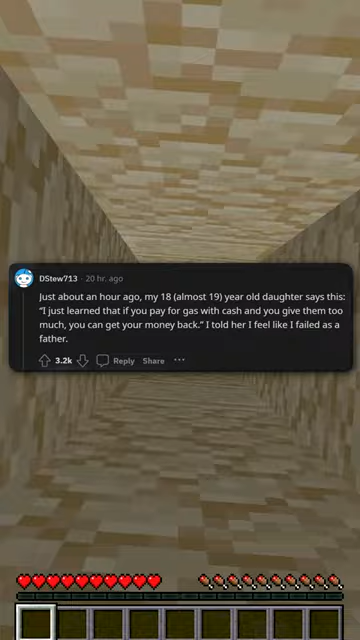 DStew713 · 20 hr. ago
Just about an hour ago, my 18 (almost 19) year old daughter says this:
“I just learned that if you pay for gas with cash and you give them too
much, you can get your money back.” I told her I feel like I failed as a
father.
3.2k Reply Share ···